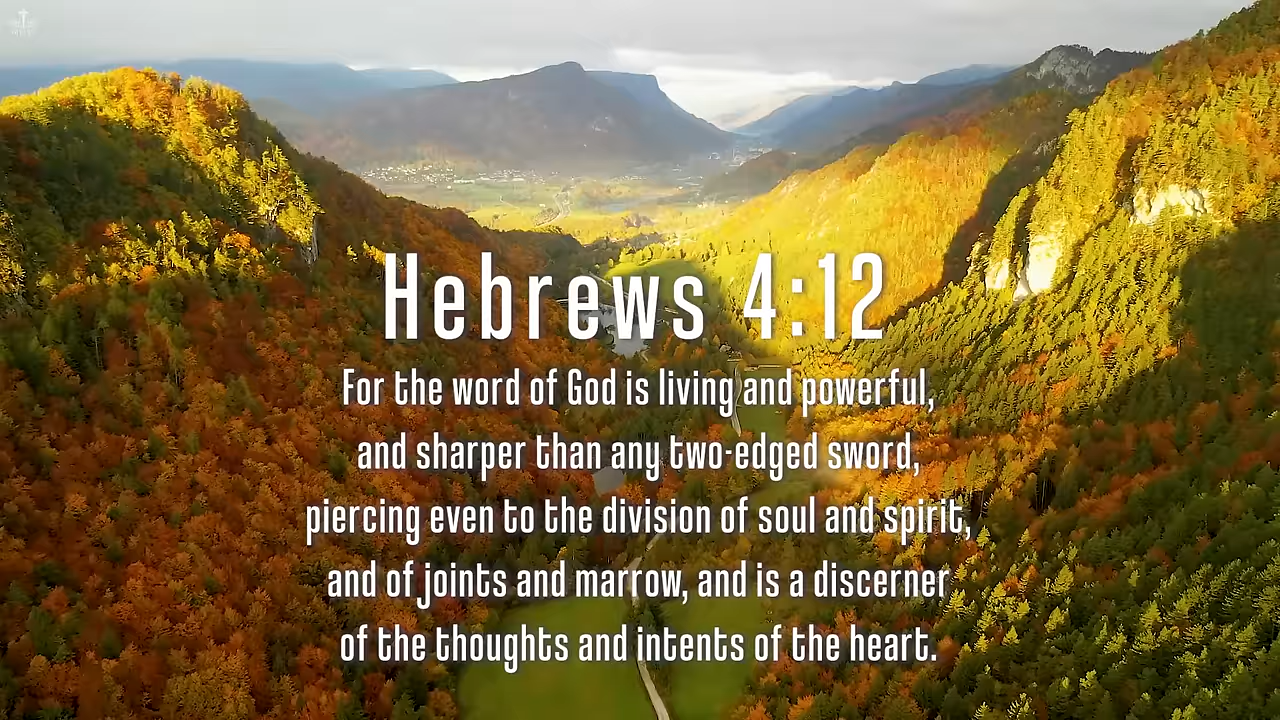 Hebrews 4:12
For the word of God is living and powerful,
and sharper than any two-edged sword,
piercing even to the division of soul and spirit,
and of joints and marrow, and is a discerner
of the thoughts and intents of the heart.